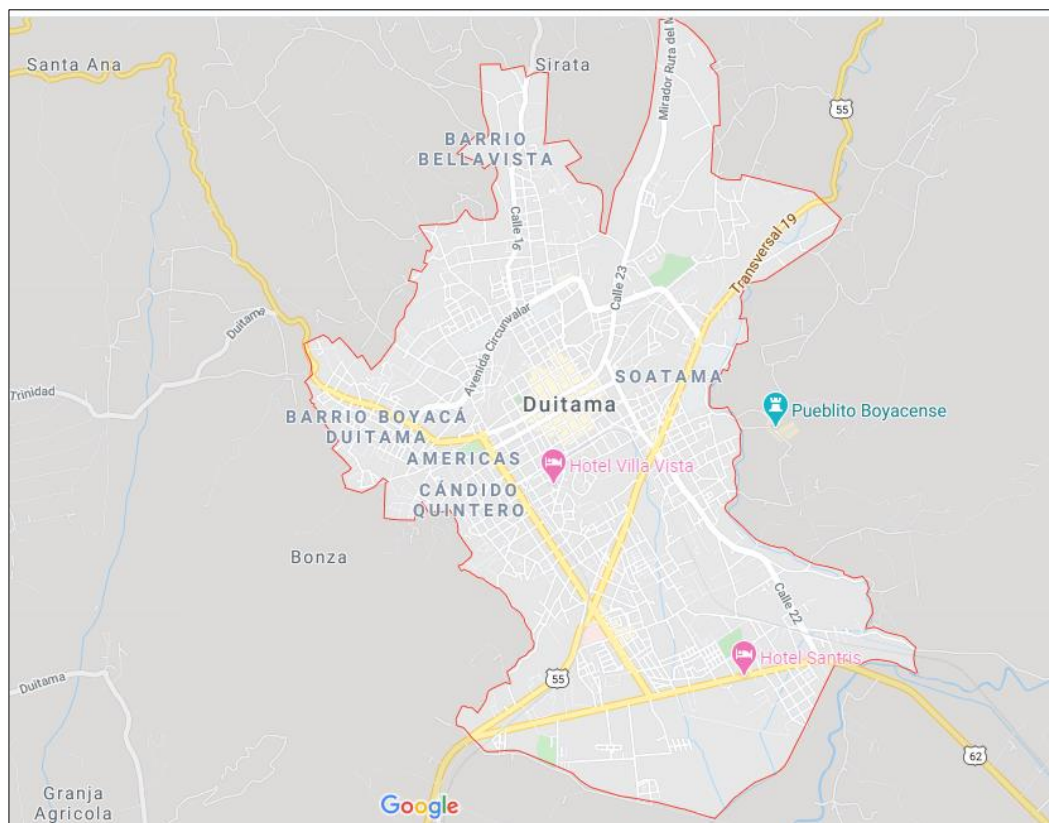 Santa Ana
Sirata
Mirador Ruta del M
55
BARRIO
BELLAVISTA
Calle 16
Transversal 19
Calle 23
Duitama
Avenida Circunvalar
Trinidad
SOATAMA
Duitama
Pueblito Boyacense
BARRIO BOYACÁ
DUITAMA
AMERICAS
Hotel Villa Vista
CÁNDIDO
QUINTERO
Bonza
Calle 22
Hotel Santris
Duitama
55
62
Granja
Agricola
Google